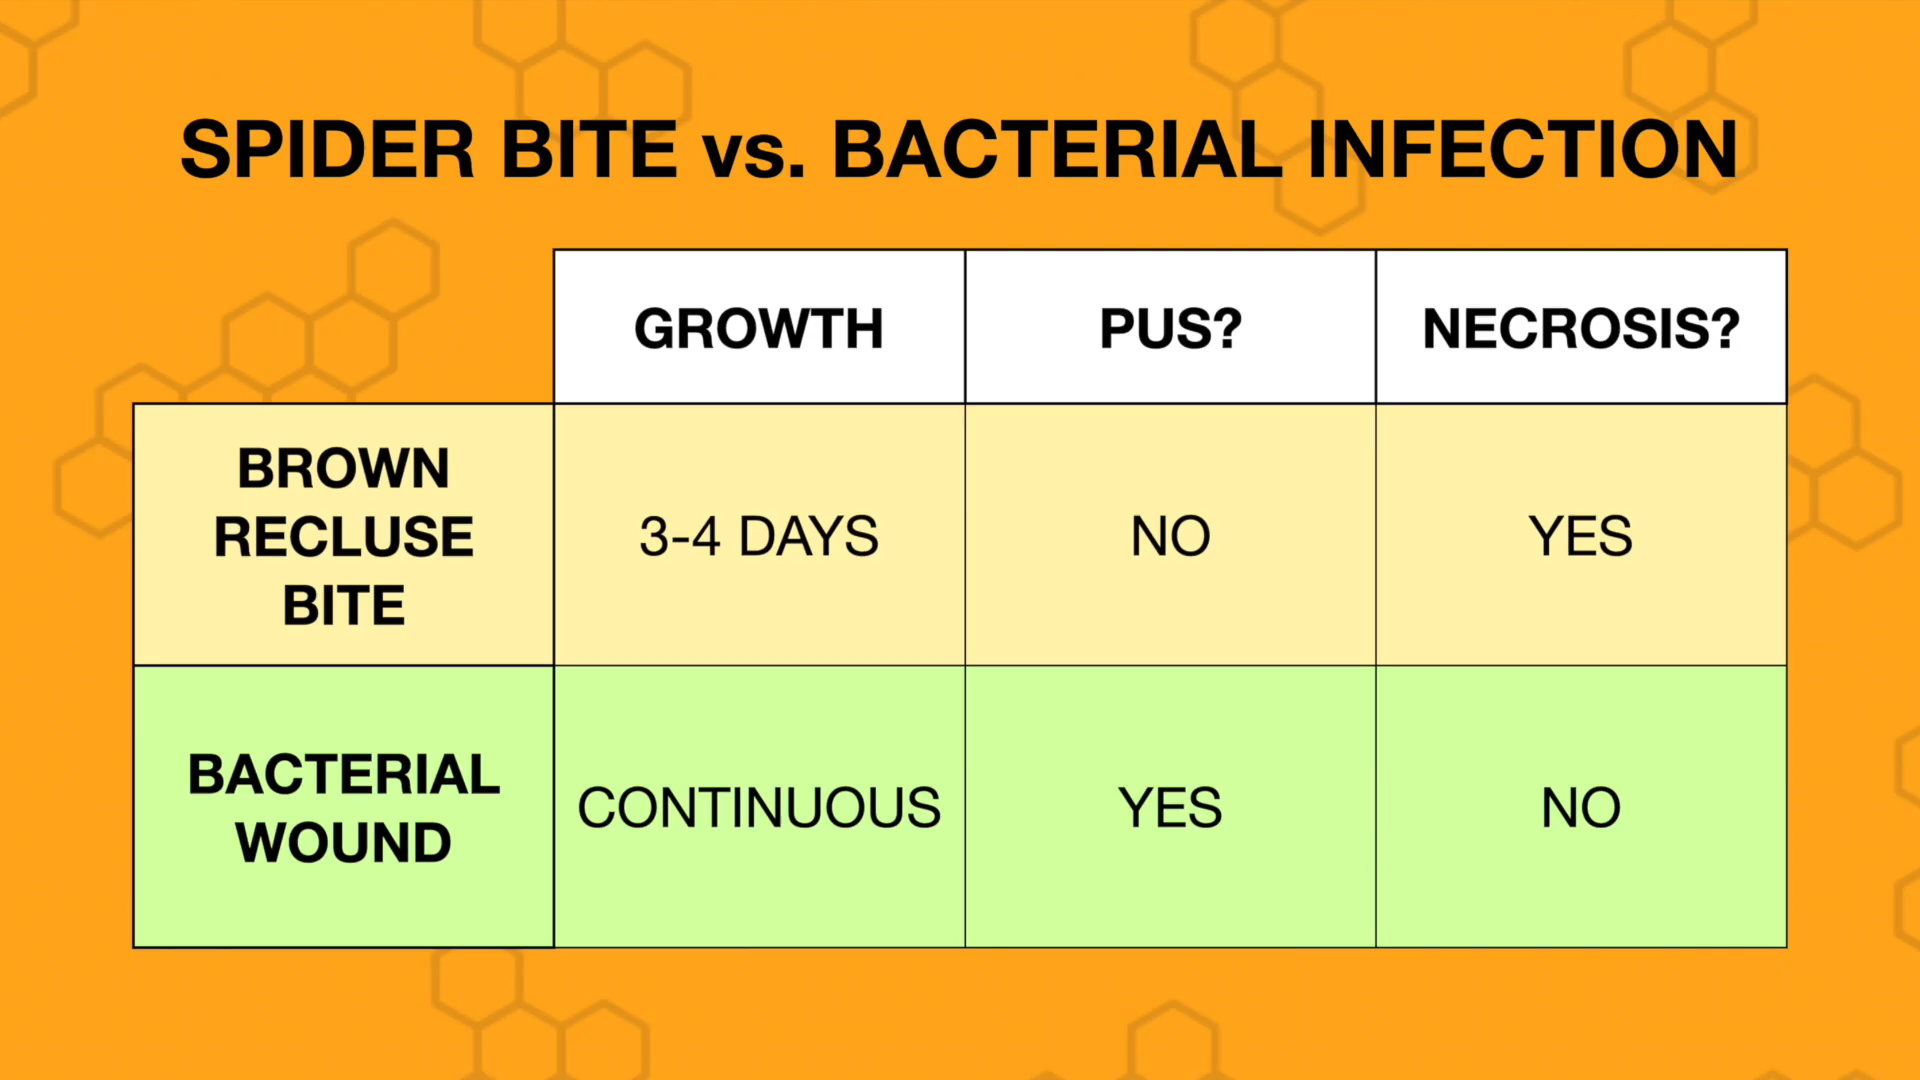 SPIDER BITE vs. BACTERIAL INFECTION
GROWTH PUS? NECROSIS?
BROWN
RECLUSE
BITE
3-4 DAYS NO YES
BACTERIAL
WOUND
CONTINUOUS YES NO